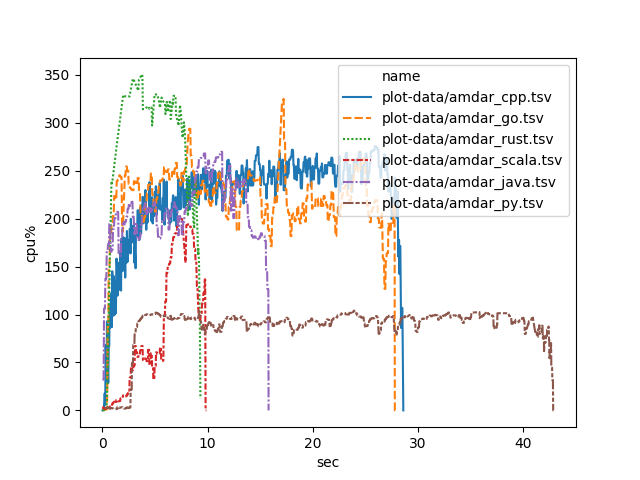 name
plot-data/amdar_cpp.tsv
plot-data/amdar_go.tsv
plot-data/amdar_rust.tsv
plot-data/amdar_scala.tsv
plot-data/amdar_java.tsv
plot-data/amdar_py.tsv
cpu%
350
300
250
200
150
100
50
0
0 10 20 30 40
sec